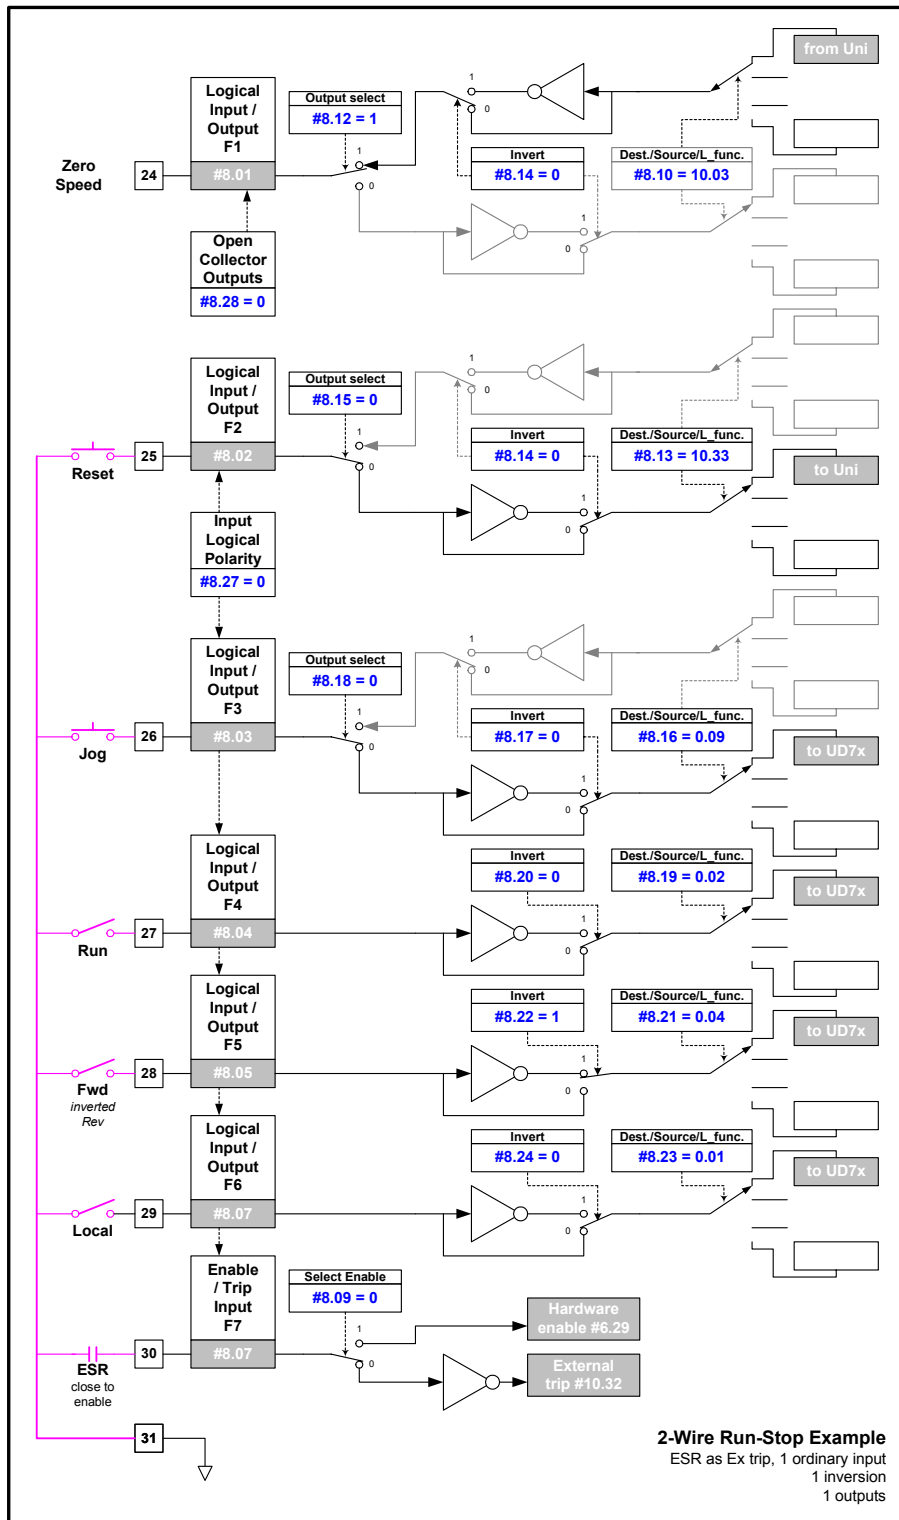 from Uni
Logical
Input /
Output
F1
#8.01
Output select
#8.12 = 1
1
0
1
0
Invert
#8.14 = 0
Dest./Source/L_func.
#8.10 = 10.03
Zero
Speed
24
1
0
Open
Collector
Outputs
#8.28 = 0
Logical
Input /
Output
F2
#8.02
Output select
#8.15 = 0
1
0
1
0
Invert
#8.14 = 0
Dest./Source/L_func.
#8.13 = 10.33
to Uni
Reset
25
1
0
Input
Logical
Polarity
#8.27 = 0
Logical
Input /
Output
F3
#8.03
Output select
#8.18 = 0
1
0
1
0
Invert
#8.17 = 0
Dest./Source/L_func.
#8.16 = 0.09
to UD7x
Jog
26
1
0
Logical
Input /
Output
F4
#8.04
Invert
#8.20 = 0
Dest./Source/L_func.
#8.19 = 0.02
to UD7x
Run
27
1
0
Logical
Input /
Output
F5
#8.05
Invert
#8.22 = 1
Dest./Source/L_func.
#8.21 = 0.04
to UD7x
Fwd
inverted
Rev
28
1
0
Logical
Input /
Output
F6
#8.07
Invert
#8.24 = 0
Dest./Source/L_func.
#8.23 = 0.01
to UD7x
Local
29
1
0
Enable
/ Trip
Input
F7
#8.07
Select Enable
#8.09 = 0
1
0
Hardware
enable #6.29
External
trip #10.32
ESR
close to
enable
30
31
2-Wire Run-Stop Example
ESR as Ex trip, 1 ordinary input
1 inversion
1 outputs